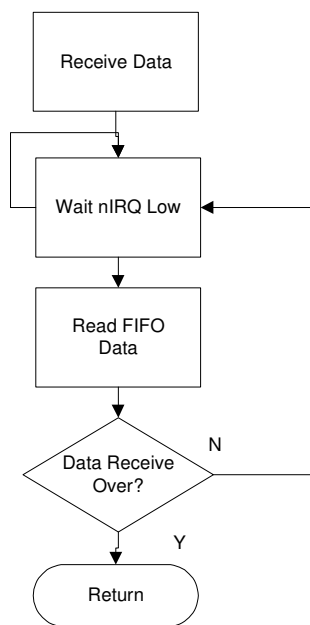 Receive Data
Wait nIRQ Low
Read FIFO
Data
Data Receive
Over?
N
Y
Return